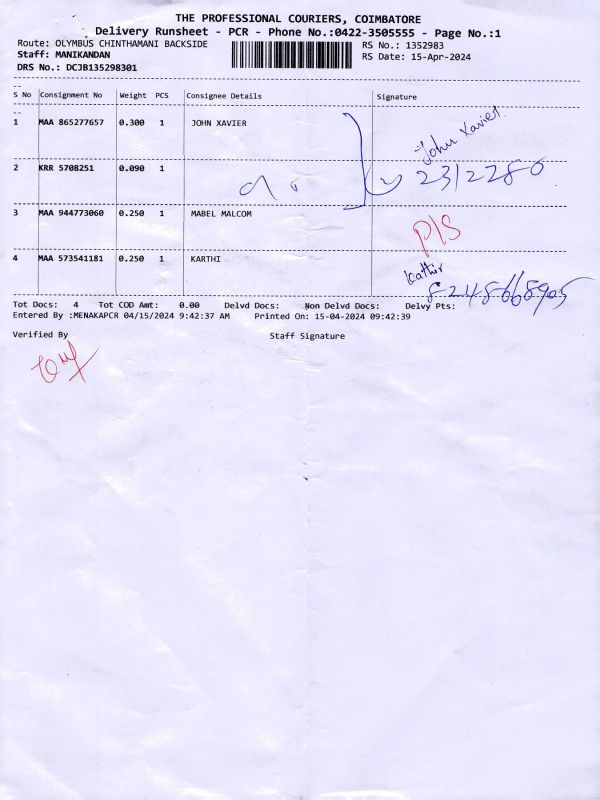 THE PROFESSIONAL COURIERS, COIMBATORE
Delivery Runsheet - PCR - Phone No.:0422-3505555 - Page No.:1
Route: OLYMBUS CHINTHAMANI BACKSIDE RS No.: 1352983
Staff: MANIKANDAN RS Date: 15-Apr-2024
DRS No.: DCJB135298301
S No Consignment No Weight PCS Consignee Details Signature
1 MAA 865277657 0.300 1 JOHN XAVIER John Xavier
2 KRR 5708251 0.090 1 2312280
3 MAA 944773060 0.250 1 MABEL MALCOM P/S
4 MAA 573541181 0.250 1 KARTHI
8248668905
Tot Docs: 4 Tot COD Amt: 0.00 Delvd Docs: Non Delvd Docs: Delvy Pts:
Entered By :MENAKAPCR 04/15/2024 9:42:37 AM Printed On: 15-04-2024 09:42:39
Verified By Staff Signature